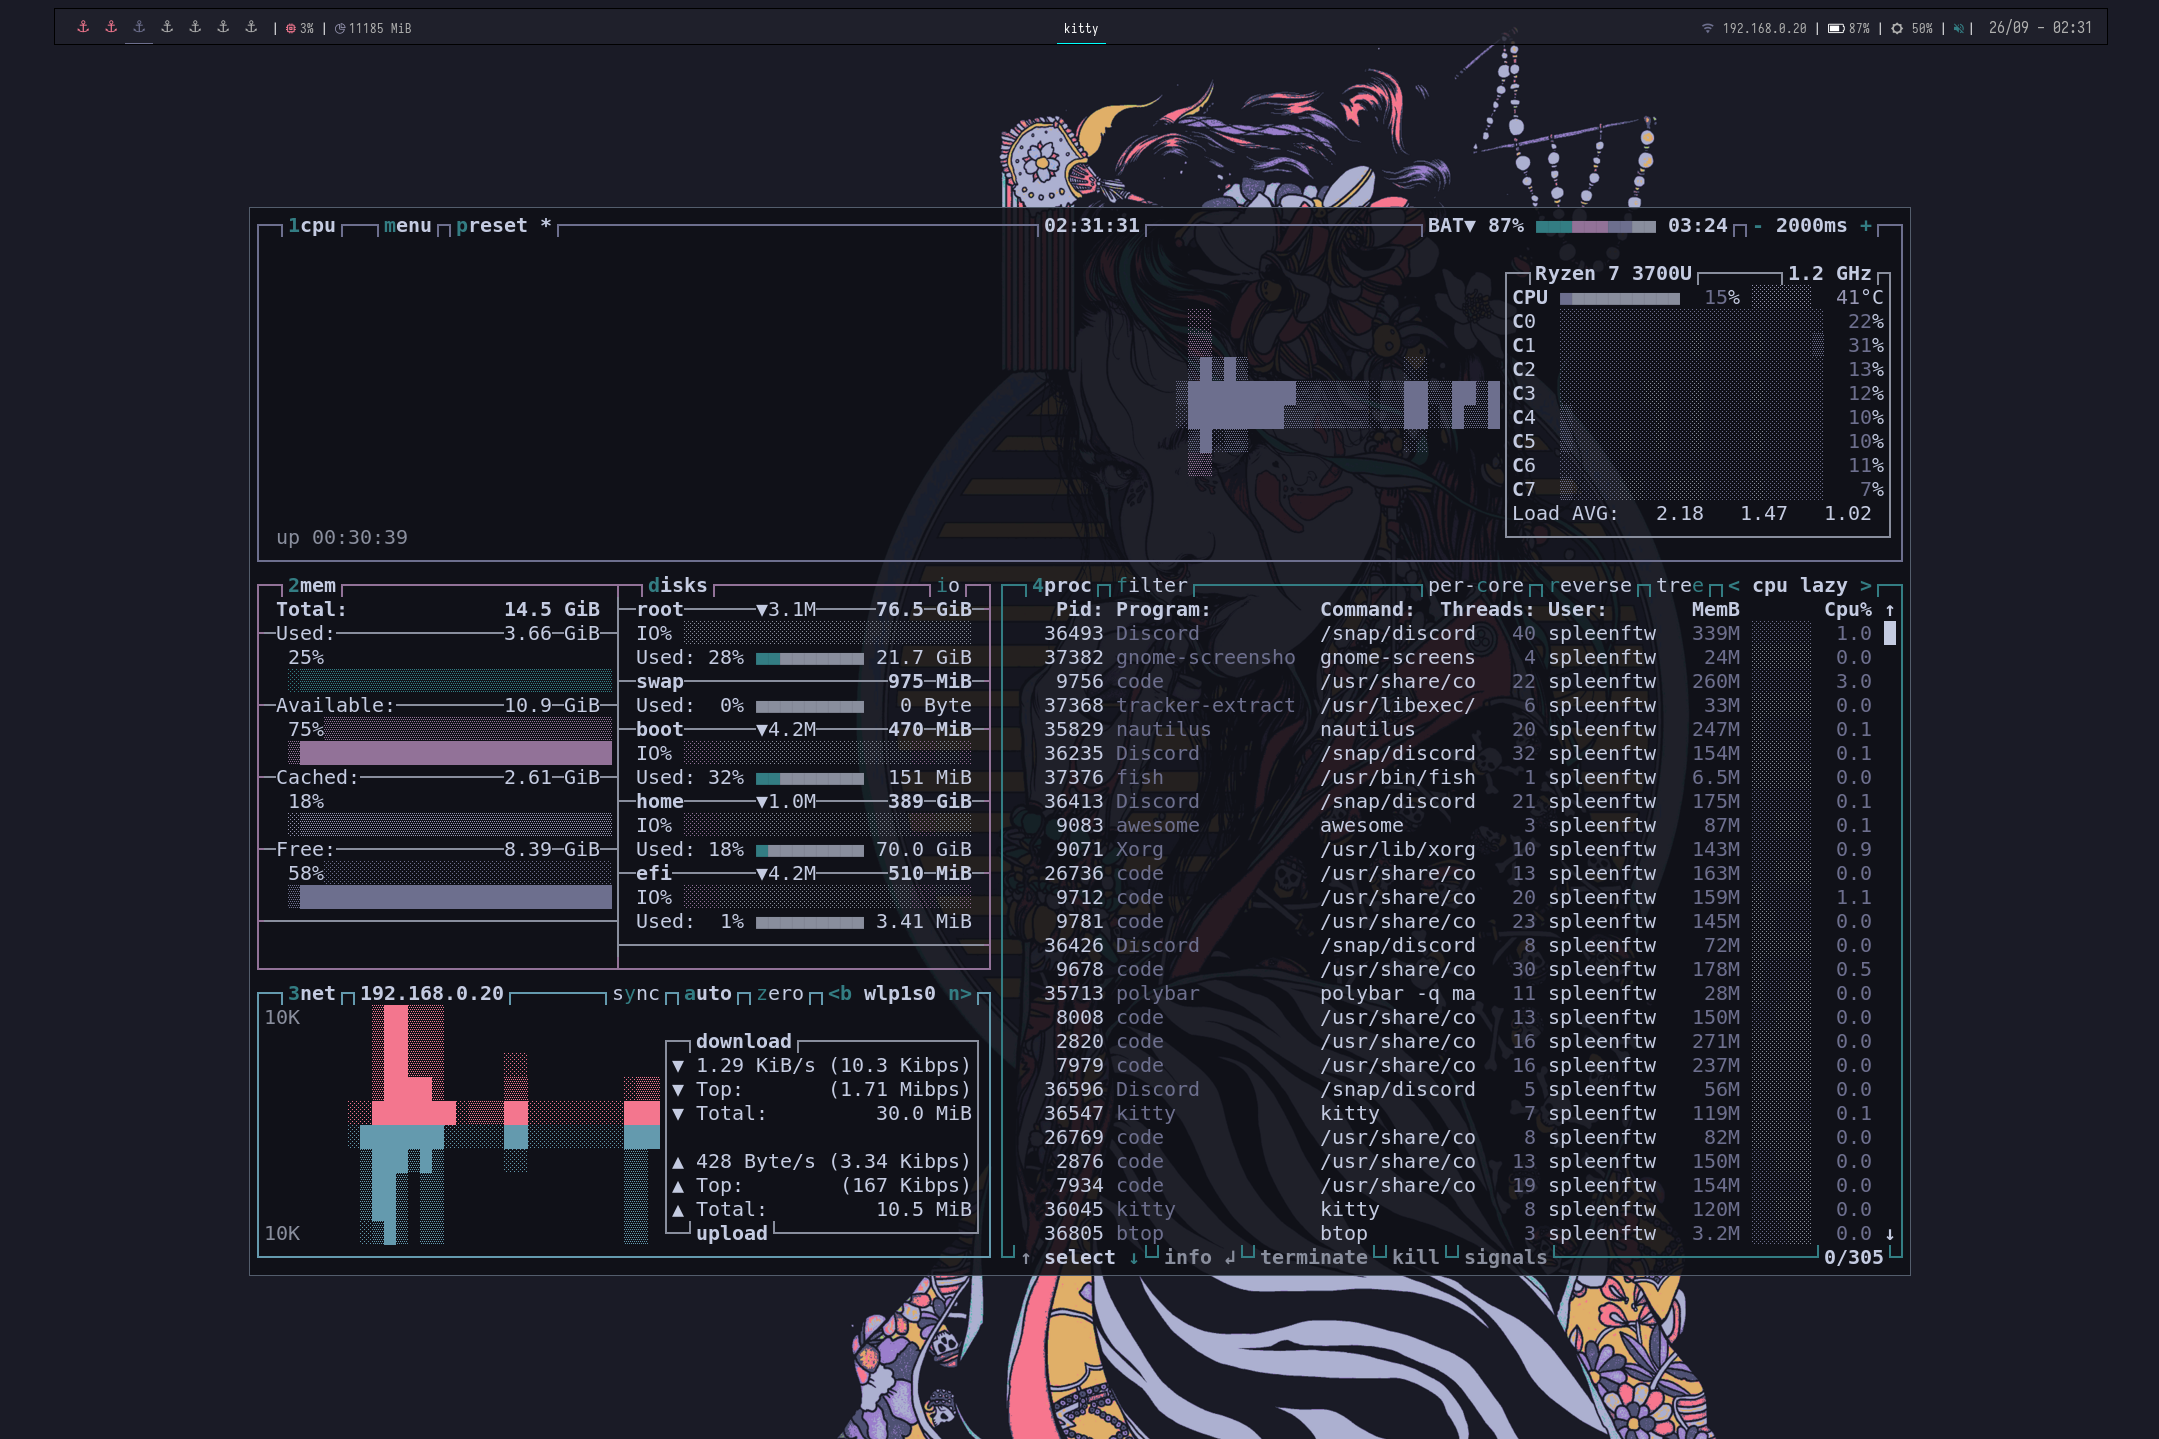 | 3% | 11185 MiB kitty 192.168.0.20 | 87% | 50% | | 26/09 - 02:31
1cpu menu preset * 02:31:31 BAT▼ 87% 03:24 - 2000ms +
Ryzen 7 3700U 1.2 GHz
CPU 15% 41°C
C0 22%
C1 31%
C2 13%
C3 12%
C4 10%
C5 10%
C6 11%
C7 7%
Load AVG: 2.18 1.47 1.02
up 00:30:39
2mem
Total: 14.5 GiB
Used: 3.66 GiB
25%
Available: 10.9 GiB
75%
Cached: 2.61 GiB
18%
Free: 8.39 GiB
58%
disks io
root ▼3.1M 76.5 GiB
IO%
Used: 28% 21.7 GiB
swap 975 MiB
Used: 0% 0 Byte
boot ▼4.2M 470 MiB
IO%
Used: 32% 151 MiB
home ▼1.0M 389 GiB
IO%
Used: 18% 70.0 GiB
efi ▼4.2M 510 MiB
IO%
Used: 1% 3.41 MiB
3net 192.168.0.20 sync auto zero <b wlp1s0 n>
10K
download
▼ 1.29 KiB/s (10.3 Kibps)
▼ Top: (1.71 Mibps)
▼ Total: 30.0 MiB
▲ 428 Byte/s (3.34 Kibps)
▲ Top: (167 Kibps)
▲ Total: 10.5 MiB
upload
10K
4proc filter per-core reverse tree < cpu lazy >
Pid: Program: Command: Threads: User: MemB Cpu% ↑
36493 Discord /snap/discord 40 spleenftw 339M 1.0
37382 gnome-screensho gnome-screens 4 spleenftw 24M 0.0
9756 code /usr/share/co 22 spleenftw 260M 3.0
37368 tracker-extract /usr/libexec/ 6 spleenftw 33M 0.0
35829 nautilus nautilus 20 spleenftw 247M 0.1
36235 Discord /snap/discord 32 spleenftw 154M 0.1
37376 fish /usr/bin/fish 1 spleenftw 6.5M 0.0
36413 Discord /snap/discord 21 spleenftw 175M 0.1
9083 awesome awesome 3 spleenftw 87M 0.1
9071 Xorg /usr/lib/xorg 10 spleenftw 143M 0.9
26736 code /usr/share/co 13 spleenftw 163M 0.0
9712 code /usr/share/co 20 spleenftw 159M 1.1
9781 code /usr/share/co 23 spleenftw 145M 0.0
36426 Discord /snap/discord 8 spleenftw 72M 0.0
9678 code /usr/share/co 30 spleenftw 178M 0.5
35713 polybar polybar -q ma 11 spleenftw 28M 0.0
8008 code /usr/share/co 13 spleenftw 150M 0.0
2820 code /usr/share/co 16 spleenftw 271M 0.0
7979 code /usr/share/co 16 spleenftw 237M 0.0
36596 Discord /snap/discord 5 spleenftw 56M 0.0
36547 kitty kitty 7 spleenftw 119M 0.1
26769 code /usr/share/co 8 spleenftw 82M 0.0
2876 code /usr/share/co 13 spleenftw 150M 0.0
7934 code /usr/share/co 19 spleenftw 154M 0.0
36045 kitty kitty 8 spleenftw 120M 0.0
36805 btop btop 3 spleenftw 3.2M 0.0 ↓
↑ select ↓ info ↲ terminate kill signals 0/305